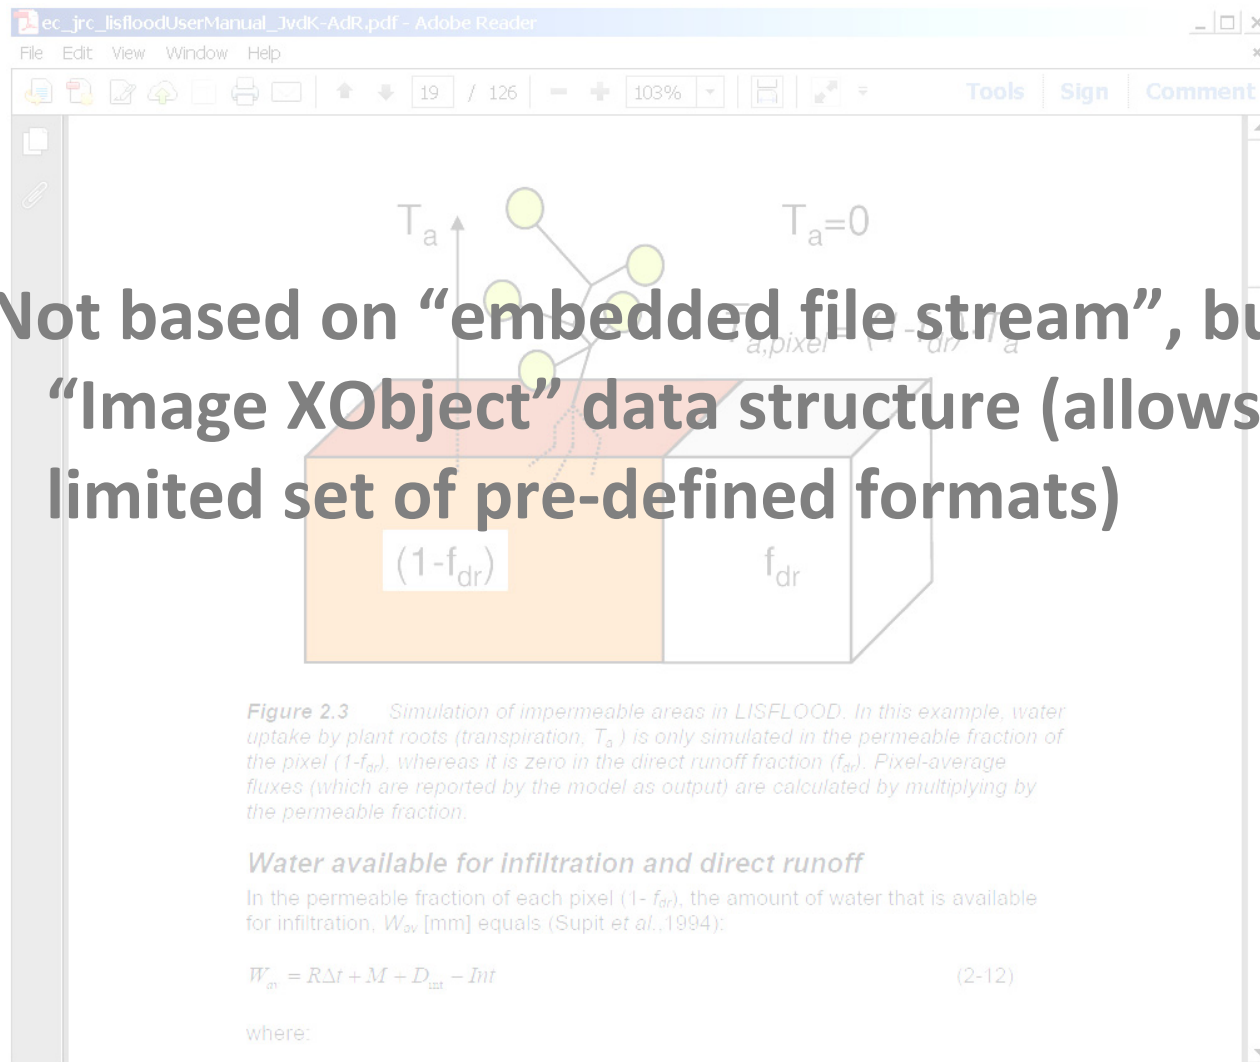 ec_jrc_lisfloodUserManual_JvdK-AdR.pdf - Adobe Reader
File Edit View Window Help
19 / 126 103% Tools Sign Comment
Ta Ta=0
Not based on “embedded file stream”, bu
Ta,pixel= (1-fdr)·Ta
“Image XObject” data structure (allows
limited set of pre-defined formats)
(1-fdr) fdr
Figure 2.3 Simulation of impermeable areas in LISFLOOD. In this example, water
uptake by plant roots (transpiration, Ta ) is only simulated in the permeable fraction of
the pixel (1-fdr), whereas it is zero in the direct runoff fraction (fdr). Pixel-average
fluxes (which are reported by the model as output) are calculated by multiplying by
the permeable fraction.
Water available for infiltration and direct runoff
In the permeable fraction of each pixel (1- fdr), the amount of water that is available
for infiltration, Wav [mm] equals (Supit et al.,1994):
Wav = RΔt + M + Dint − Int (2-12)
where: